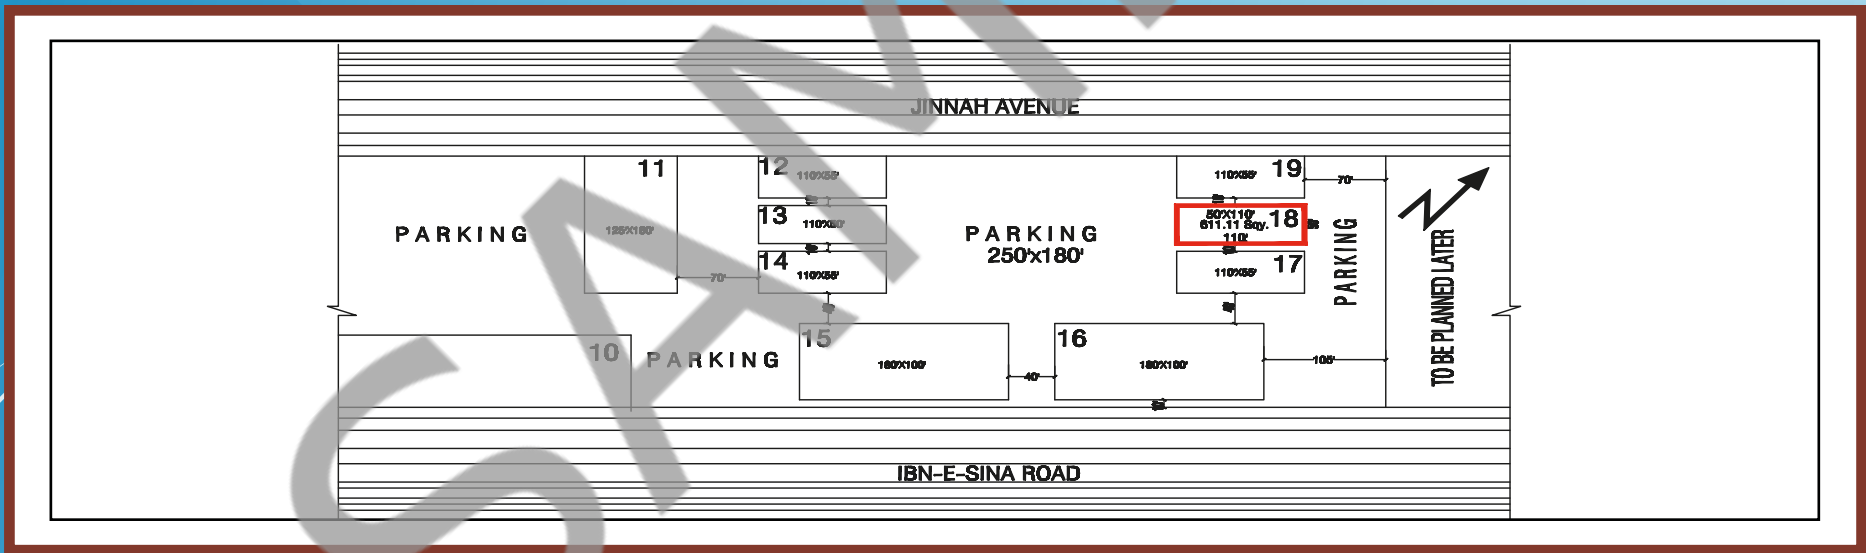 JINNAH AVENUE
11
12
110'X55'
19
110'X55'
70'
13
110'X50'
50'X110'
611.11 Sqy.
110'
18
PARKING
125'X180'
PARKING
250'x180'
PARKING
14
110'X55'
17
110'X55'
70'
TO BE PLANNED LATER
10
PARKING
15
180'X100'
40'
16
180'X100'
105'
IBN-E-SINA ROAD
SAM